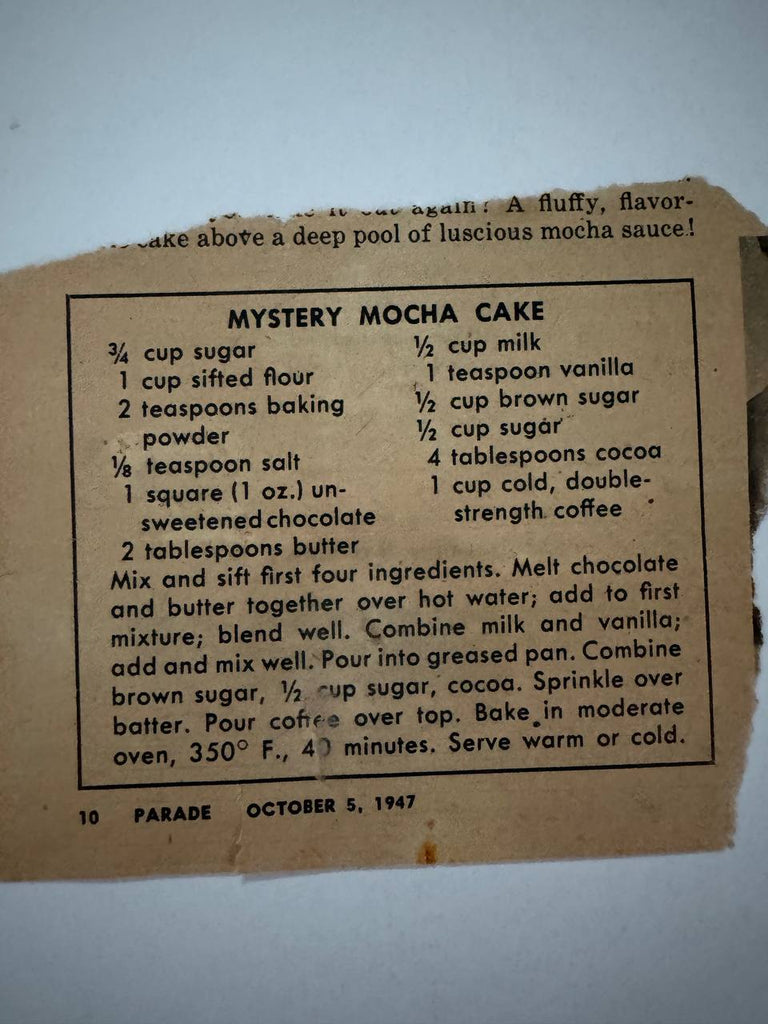 it out again! A fluffy, flavor-
cake above a deep pool of luscious mocha sauce!
MYSTERY MOCHA CAKE
¾ cup sugar
1 cup sifted flour
2 teaspoons baking
powder
⅛ teaspoon salt
1 square (1 oz.) un-
sweetened chocolate
2 tablespoons butter
½ cup milk
1 teaspoon vanilla
½ cup brown sugar
½ cup sugar
4 tablespoons cocoa
1 cup cold, double-
strength coffee
Mix and sift first four ingredients. Melt chocolate
and butter together over hot water; add to first
mixture; blend well. Combine milk and vanilla;
add and mix well. Pour into greased pan. Combine
brown sugar, ½ cup sugar, cocoa. Sprinkle over
batter. Pour coffee over top. Bake in moderate
oven, 350° F., 40 minutes. Serve warm or cold.
10 PARADE OCTOBER 5, 1947